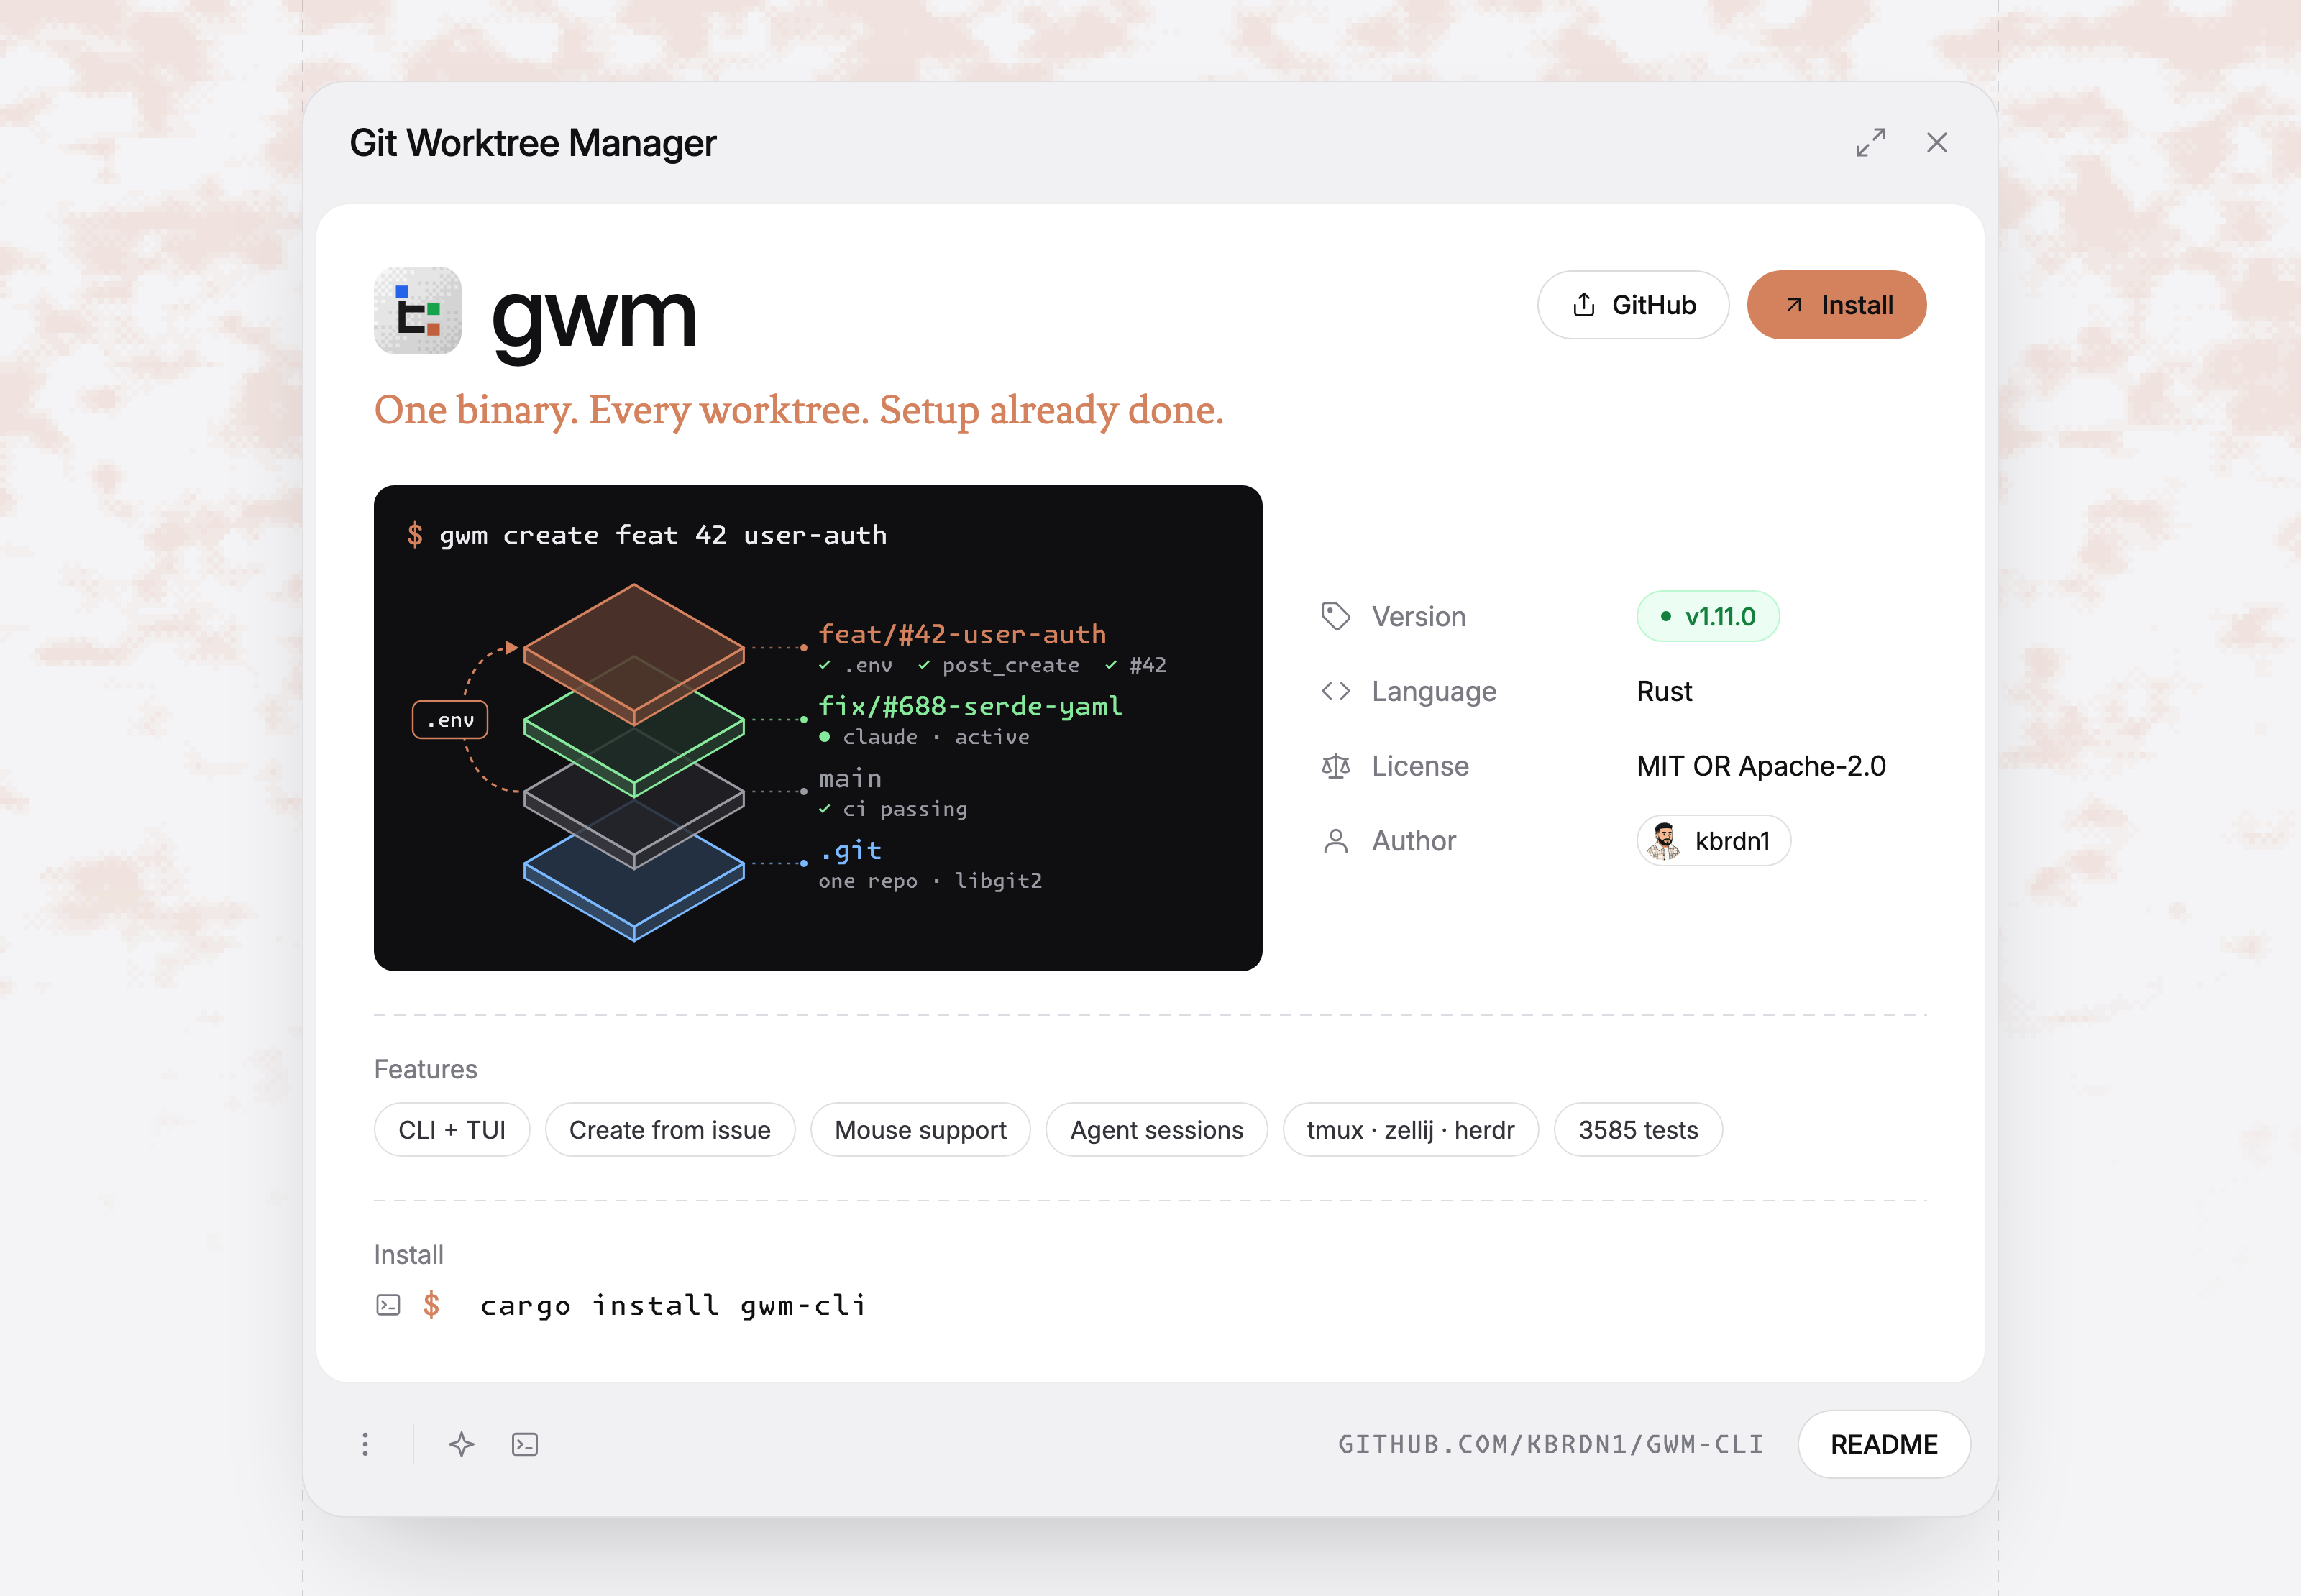 Git Worktree Manager
gwm
GitHub
Install
One binary. Every worktree. Setup already done.
$ gwm create feat 42 user-auth
.env
feat/#42-user-auth
✓ .env ✓ post_create ✓ #42
fix/#688-serde-yaml
● claude · active
main
✓ ci passing
.git
one repo · libgit2
Version
• v1.11.0
Language
Rust
License
MIT OR Apache-2.0
Author
kbrdn1
Features
CLI + TUI
Create from issue
Mouse support
Agent sessions
tmux · zellij · herdr
3585 tests
Install
$ cargo install gwm-cli
GITHUB.COM/KBRDN1/GWM-CLI
README